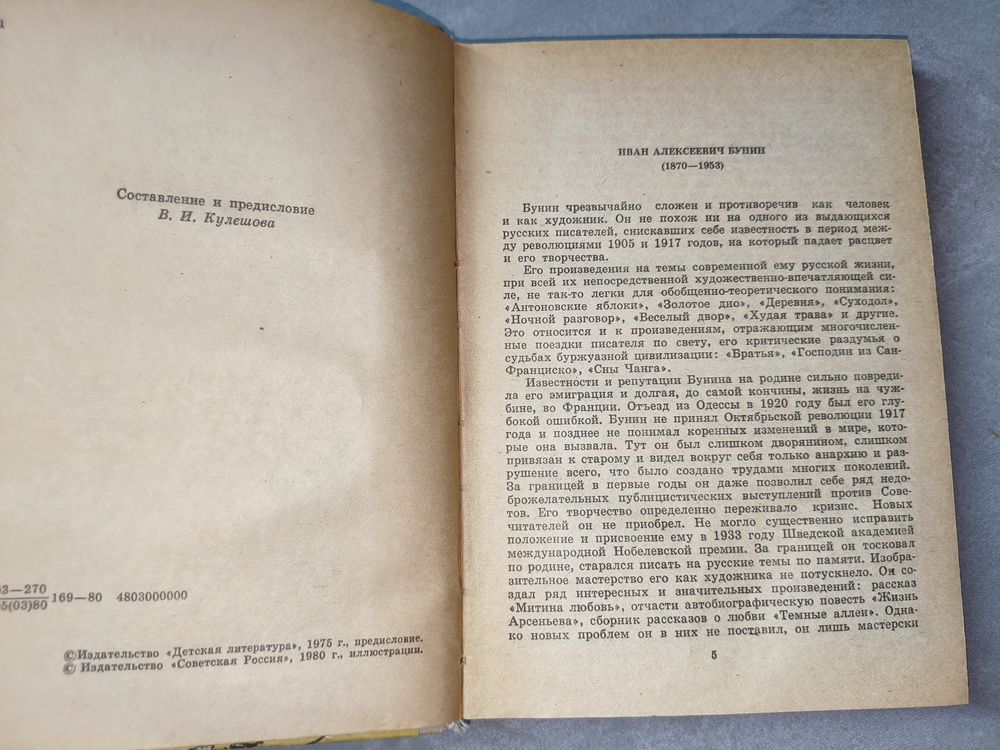 Составление и предисловие
В. И. Кулешова
03—270
05(03)80 169—80 4803000000
©Издательство «Детская литература», 1975 г., предисловие.
© Издательство «Советская Россия», 1980 г., иллюстрации.
ИВАН АЛЕКСЕЕВИЧ БУНИН
(1870—1953)
Бунин чрезвычайно сложен и противоречив как человек
и как художник. Он не похож ни на одного из выдающихся
русских писателей, снискавших себе известность в период меж-
ду революциями 1905 и 1917 годов, на который падает расцвет
и его творчества.
Его произведения на темы современной ему русской жизни,
при всей их непосредственной художественно-впечатляющей си-
ле, не так-то легки для обобщенно-теоретического понимания:
«Антоновские яблоки», «Золотое дно», «Деревня», «Суходол»,
«Ночной разговор», «Веселый двор», «Худая трава» и другие.
Это относится и к произведениям, отражающим многочислен-
ные поездки писателя по свету, его критические раздумья о
судьбах буржуазной цивилизации: «Братья», «Господин из Сан-
Франциско», «Сны Чанга».
Известности и репутации Бунина на родине сильно повреди-
ла его эмиграция и долгая, до самой кончины, жизнь на чуж-
бине, во Франции. Отъезд из Одессы в 1920 году был его глу-
бокой ошибкой. Бунин не принял Октябрьской революции 1917
года и позднее не понимал коренных изменений в мире, кото-
рые она вызвала. Тут он был слишком дворянином, слишком
привязан к старому и видел вокруг себя только анархию и раз-
рушение всего, что было создано трудами многих поколений.
За границей в первые годы он даже позволил себе ряд недо-
брожелательных публицистических выступлений против Сове-
тов. Его творчество определенно переживало кризис. Новых
читателей он не приобрел. Не могло существенно исправить
положение и присвоение ему в 1933 году Шведской академией
международной Нобелевской премии. За границей он тосковал
по родине, старался писать на русские темы по памяти. Изобра-
зительное мастерство его как художника не потускнело. Он со-
здал ряд интересных и значительных произведений: рассказ
«Митина любовь», отчасти автобиографическую повесть «Жизнь
Арсеньева», сборник рассказов о любви «Темные аллеи». Одна-
ко новых проблем он в них не поставил, он лишь мастерски
5